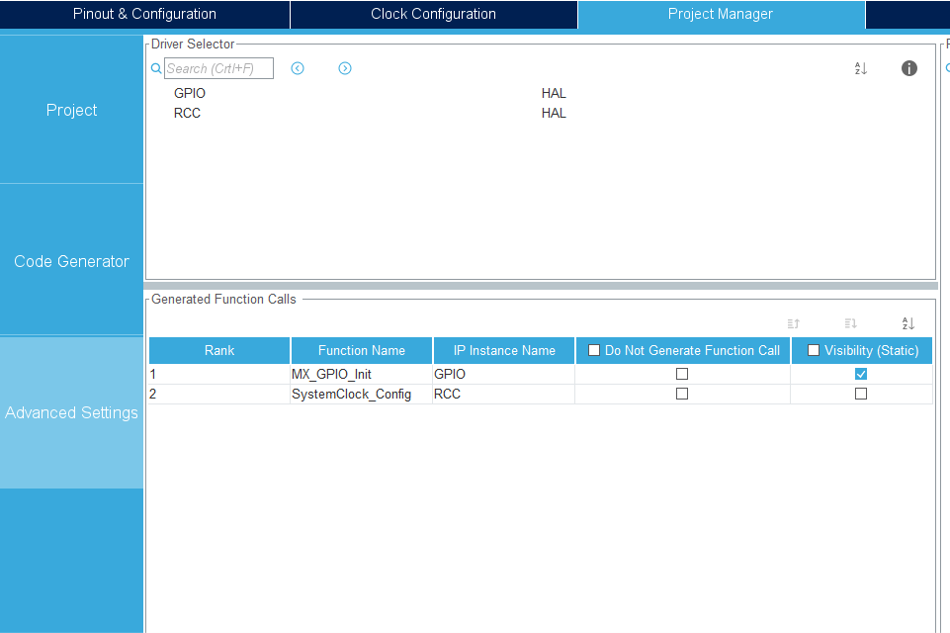 Pinout & Configuration Clock Configuration Project Manager
Driver Selector
Search (CrtI+F)
GPIO HAL
RCC HAL
Project
Code Generator
Advanced Settings
Generated Function Calls
Rank Function Name IP Instance Name Do Not Generate Function Call Visibility (Static)
1 MX_GPIO_Init GPIO
2 SystemClock_Config RCC